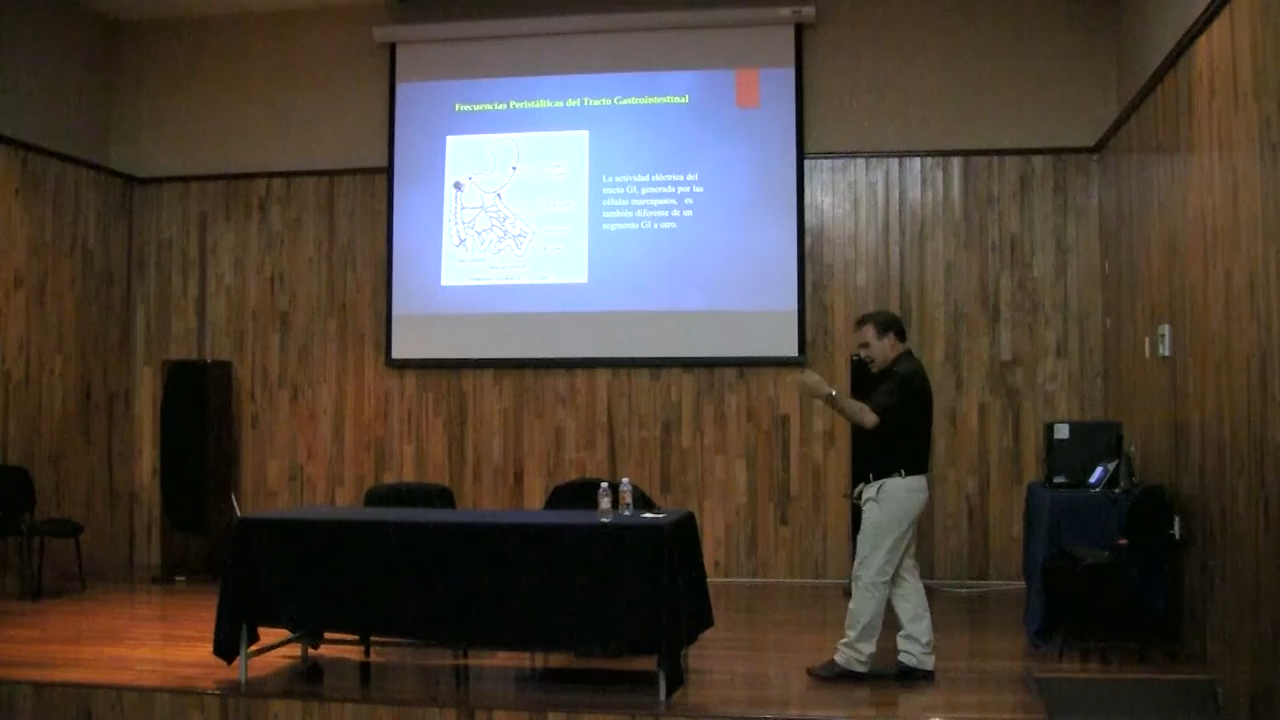 Frecuencias Peristálticas del Tracto Gastrointestinal
La actividad eléctrica del
tracto GI, generada por las
células marcapasos, es
también diferente de un
segmento GI a otro.